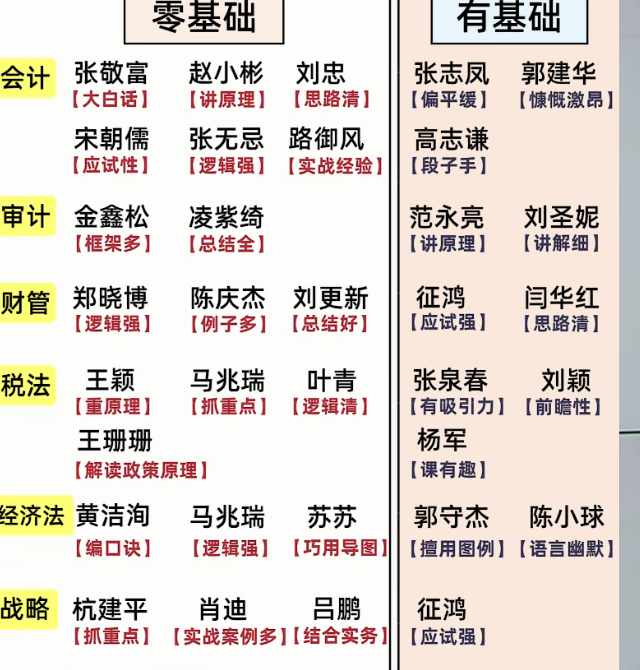 零基础 有基础
会计 张敬富 赵小彬 刘忠 张志凤 郭建华
【大白话】 【讲原理】 【思路清】 【偏平缓】 【慷慨激昂】
宋朝儒 张无忌 路御风 高志谦
【应试性】 【逻辑强】 【实战经验】 【段子手】
审计 金鑫松 凌紫绮 范永亮 刘圣妮
【框架多】 【总结全】 【讲原理】 【讲解细】
财管 郑晓博 陈庆杰 刘更新 征鸿 闫华红
【逻辑强】 【例子多】 【总结好】 【应试强】 【思路清】
税法 王颖 马兆瑞 叶青 张泉春 刘颖
【重原理】 【抓重点】 【逻辑清】 【有吸引力】 【前瞻性】
王珊珊 杨军
【解读政策原理】 【课有趣】
经济法 黄洁洵 马兆瑞 苏苏 郭守杰 陈小球
【编口诀】 【逻辑强】 【巧用导图】 【擅用图例】 【语言幽默】
战略 杭建平 肖迪 吕鹏 征鸿
【抓重点】 【实战案例多】 【结合实务】 【应试强】